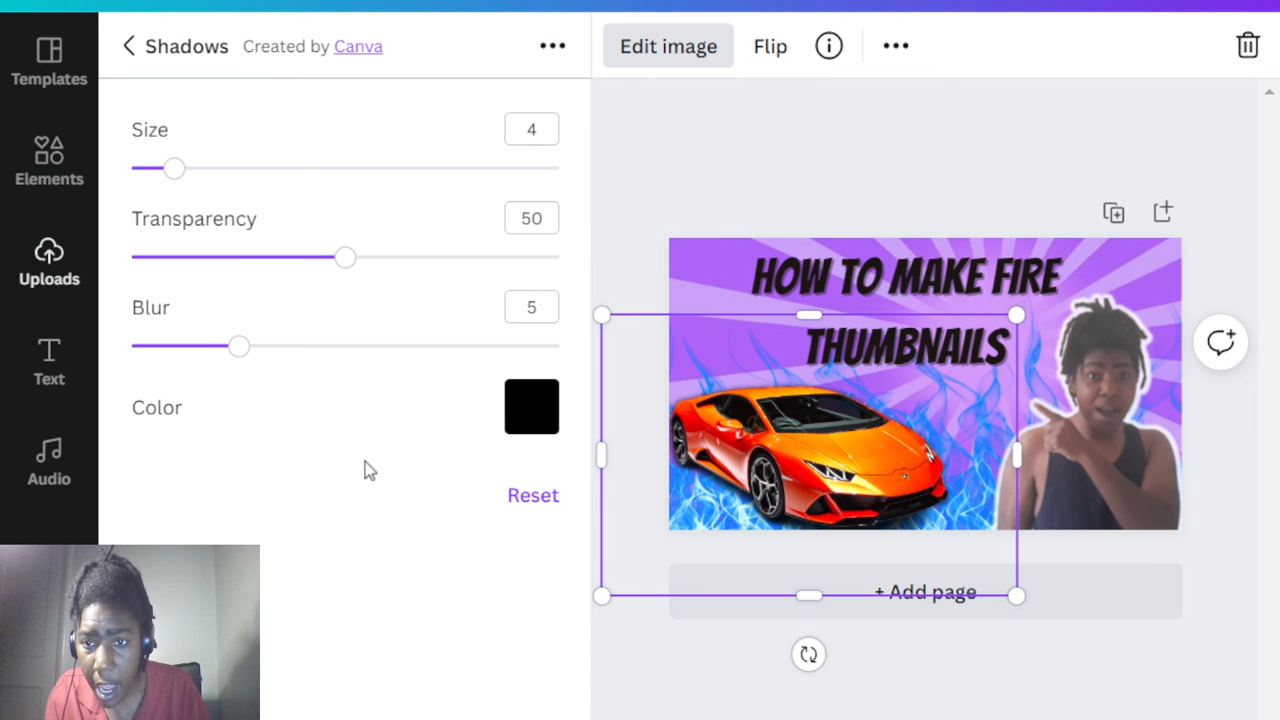 Templates
Elements
Uploads
Text
Audio
Shadows Created by Canva
Size 4
Transparency 50
Blur 5
Color
Reset
Edit image Flip
HOW TO MAKE FIRE
THUMBNAILS
+ Add page